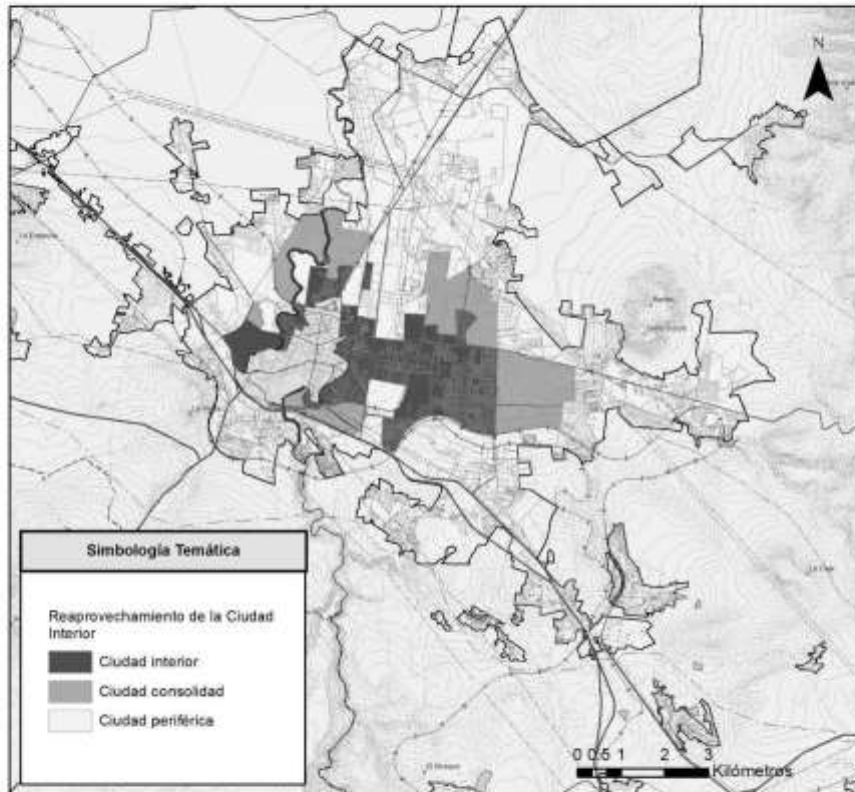 N
Simbología Temática
Reaprovechamiento de la Ciudad
Interior
Ciudad interior
Ciudad consolidad
Ciudad periférica
0 0.5 1 2 3
Kilómetros